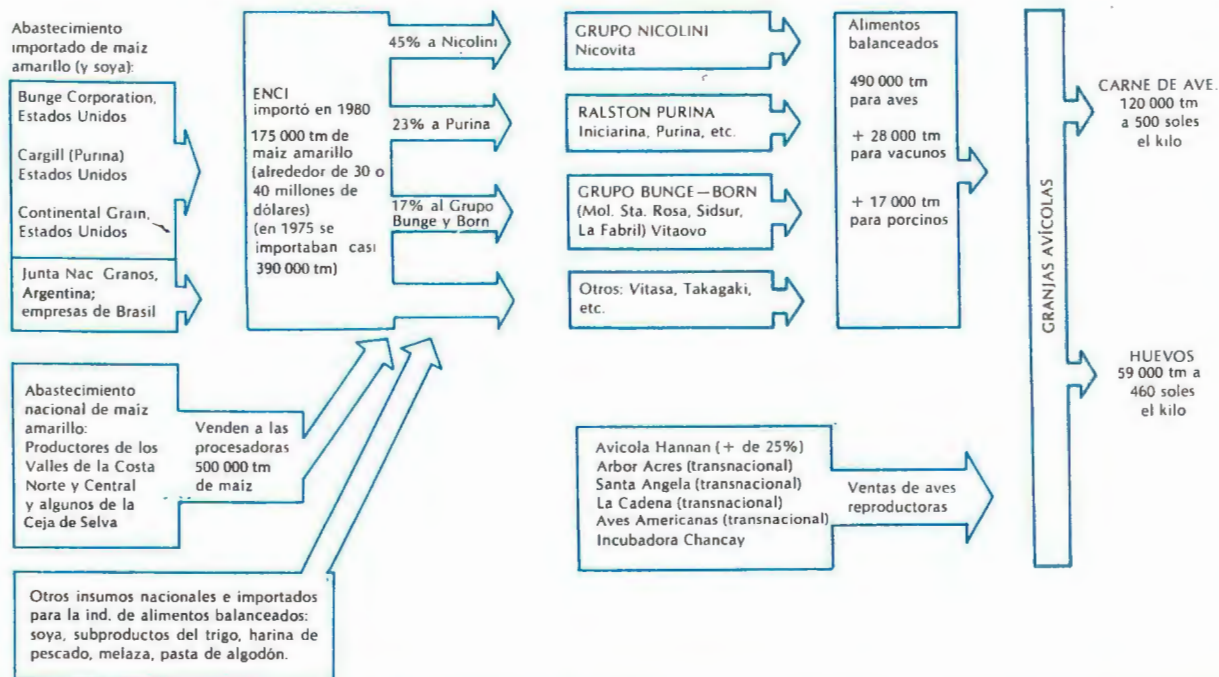 Abastecimiento
importado de maíz
amarillo (y soya):
Bunge Corporation,
Estados Unidos
Cargill (Purina)
Estados Unidos
Continental Grain,
Estados Unidos
Junta Nac Granos,
Argentina;
empresas de Brasil
ENCI
importó en 1980
175 000 tm de
maíz amarillo
(alrededor de 30 o
40 millones de
dólares)
(en 1975 se
importaban casi
390 000 tm)
45% a Nicolini
23% a Purina
17% al Grupo
Bunge y Born
GRUPO NICOLINI
Nicovita
RALSTON PURINA
Iniciarina, Purina, etc.
GRUPO BUNGE—BORN
(Mol. Sta. Rosa, Sidsur,
La Fabril) Vitaovo
Otros: Vitasa, Takagaki,
etc.
Alimentos
balanceados
490 000 tm
para aves
+ 28 000 tm
para vacunos
+ 17 000 tm
para porcinos
GRANJAS AVÍCOLAS
CARNE DE AVE.
120 000 tm
a 500 soles
el kilo
HUEVOS
59 000 tm a
460 soles
el kilo
Abastecimiento
nacional de maíz
amarillo:
Productores de los
Valles de la Costa
Norte y Central
y algunos de la
Ceja de Selva
Venden a las
procesadoras
500 000 tm
de maíz
Avícola Hannan (+ de 25%)
Arbor Acres (transnacional)
Santa Angela (transnacional)
La Cadena (transnacional)
Aves Americanas (transnacional)
Incubadora Chancay
Ventas de aves
reproductoras
Otros insumos nacionales e importados
para la ind. de alimentos balanceados:
soya, subproductos del trigo, harina de
pescado, melaza, pasta de algodón.